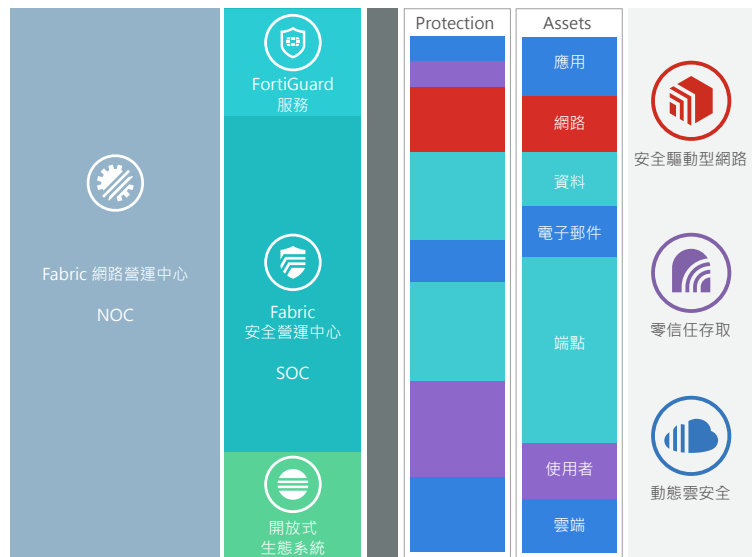 Fabric 網路營運中心
NOC
FortiGuard
服務
Fabric
安全營運中心
SOC
開放式
生態系統
Protection
Assets
應用
網路
資料
電子郵件
端點
使用者
雲端
安全驅動型網路
零信任存取
動態雲安全